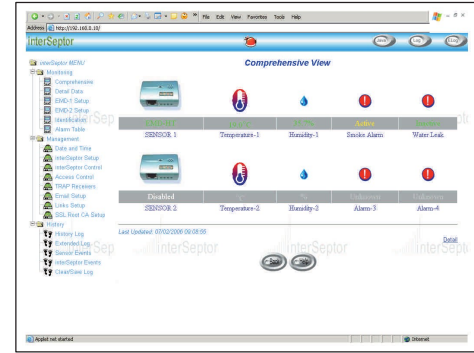 File Edit View Favorites Tools Help
Address http://192.168.0.10/
interSeptor
interSeptor MENU
Comprehensive View
Monitoring
Comprehensive
Detail Data
EMD-1 Setup
EMD-2 Setup
Identification
Alarm Table
Management
Date and Time
interSeptor Setup
interSeptor Control
Access Control
TRAP Receivers
Email Setup
Links Setup
SSL Root CA Setup
History
History Log
Extended Log
Sensor Events
interSeptor Events
Clear/Save Log
Active
SENSOR 1 Temperature-1 Humidity-1 Smoke Alarm Water Leak
Disabled % Unknown Unknown
SENSOR 2 Temperature-2 Humidity-2 Alarm-3 Alarm-4
Last Updated: 07/02/2006 09:08:55
Detail
interSeptor interSeptor
Applet not started
Internet